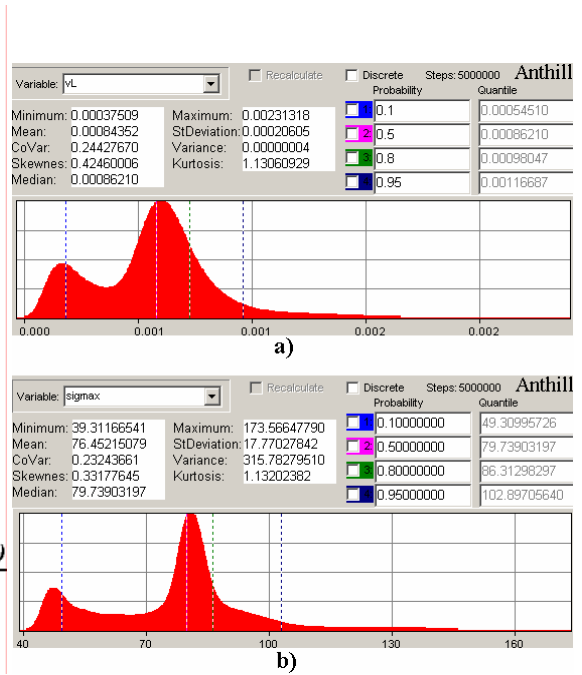 Variable: vL Recalculate Discrete Steps:5000000 Anthill
Probability Quantile
Minimum: 0.00037509 Maximum: 0.00231318 1 0.1 0.00054510
Mean: 0.00084352 StDeviation: 0.00020605 2 0.5 0.00086210
CoVar: 0.24427670 Variance: 0.00000004 3 0.8 0.00098047
Skewnes: 0.42460006 Kurtosis: 1.13060929 4 0.95 0.00116687
Median: 0.00086210
0.000 0.001 0.001 0.002 0.002
a)
Variable: sigmax Recalculate Discrete Steps:5000000 Anthill
Probability Quantile
Minimum: 39.31166541 Maximum: 173.56647790 1 0.10000000 49.30995726
Mean: 76.45215079 StDeviation: 17.77027842 2 0.50000000 79.73903197
CoVar: 0.23243661 Variance: 315.78279510 3 0.80000000 86.31298297
Skewnes: 0.33177645 Kurtosis: 1.13202382 0.95000000 102.89705640
Median: 79.73903197
40 70 100 130 160
b)